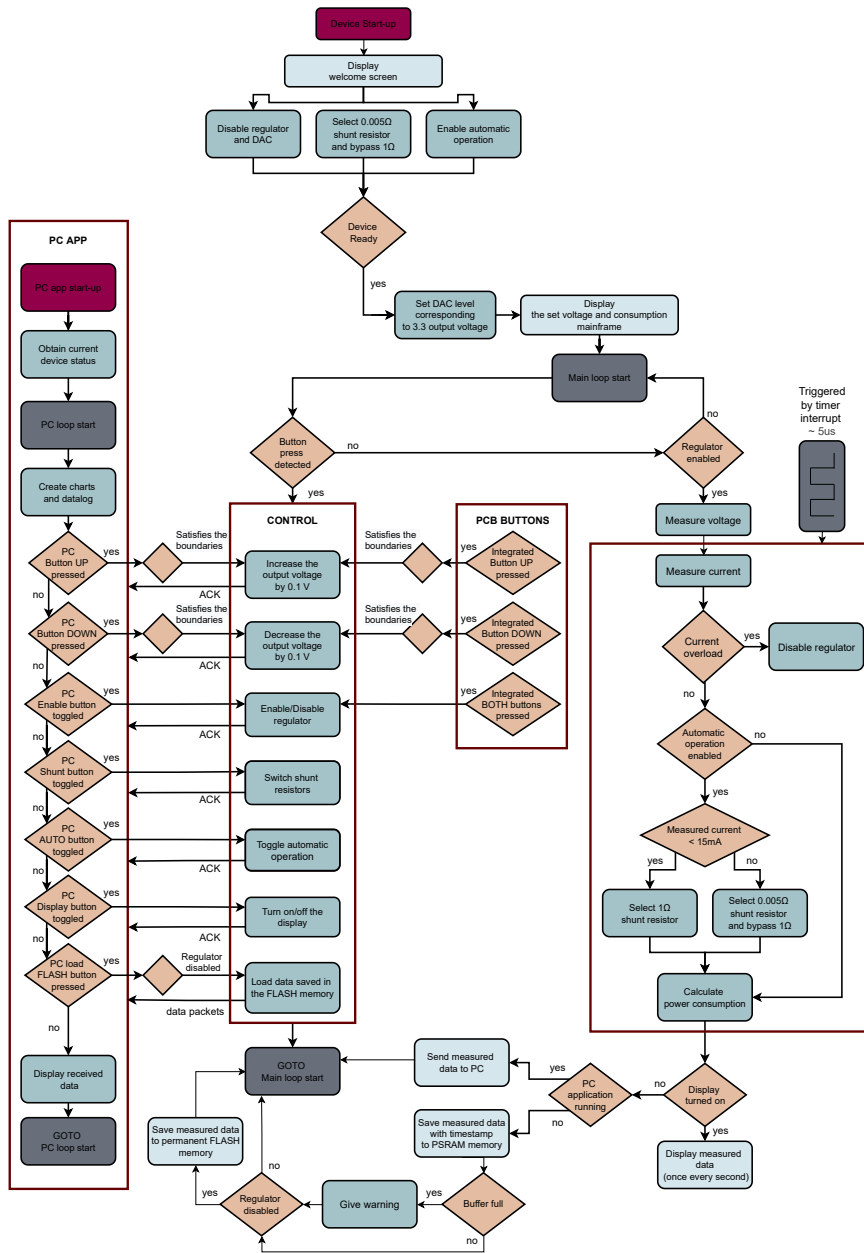 Device Start-up
Display
welcome screen
Disable regulator
and DAC
Select 0.005Ω
shunt resistor
and bypass 1Ω
Enable automatic
operation
Device
Ready
yes
Set DAC level
corresponding
to 3.3 output voltage
Display
the set voltage and consumption
mainframe
Main loop start
Button
press
detected
no
yes
Regulator
enabled
no
yes
Triggered
by timer
interrupt
~ 5us
PC APP
PC app start-up
Obtain current
device status
PC loop start
Create charts
and datalog
PC
Button UP
pressed
yes
no
PC
Button DOWN
pressed
yes
no
PC
Enable button
toggled
yes
no
PC
Shunt button
toggled
yes
no
PC
AUTO button
toggled
yes
no
PC
Display button
toggled
yes
no
PC load
FLASH button
pressed
yes
no
Display received
data
GOTO
PC loop start
Satisfies the
boundaries
ACK
Satisfies the
boundaries
ACK
ACK
ACK
ACK
ACK
Regulator
disabled
data packets
CONTROL
Increase the
output voltage
by 0.1 V
Decrease the
output voltage
by 0.1 V
Enable/Disable
regulator
Switch shunt
resistors
Toggle automatic
operation
Turn on/off the
display
Load data saved in
the FLASH memory
Satisfies the
boundaries
yes
Satisfies the
boundaries
yes
yes
PCB BUTTONS
Integrated
Button UP
pressed
Integrated
Button DOWN
pressed
Integrated
BOTH buttons
pressed
Measure voltage
Measure current
Current
overload
yes
Disable regulator
no
Automatic
operation
enabled
no
yes
Measured current
< 15mA
yes
no
Select 1Ω
shunt resistor
Select 0.005Ω
shunt resistor
and bypass 1Ω
Calculate
power consumption
Display
turned on
no
yes
Display measured
data
(once every second)
PC
application
running
yes
no
Send measured
data to PC
Save measured data
with timestamp
to PSRAM memory
Buffer full
yes
no
Give warning
Regulator
disabled
yes
no
Save measured data
to permanent FLASH
memory
GOTO
Main loop start